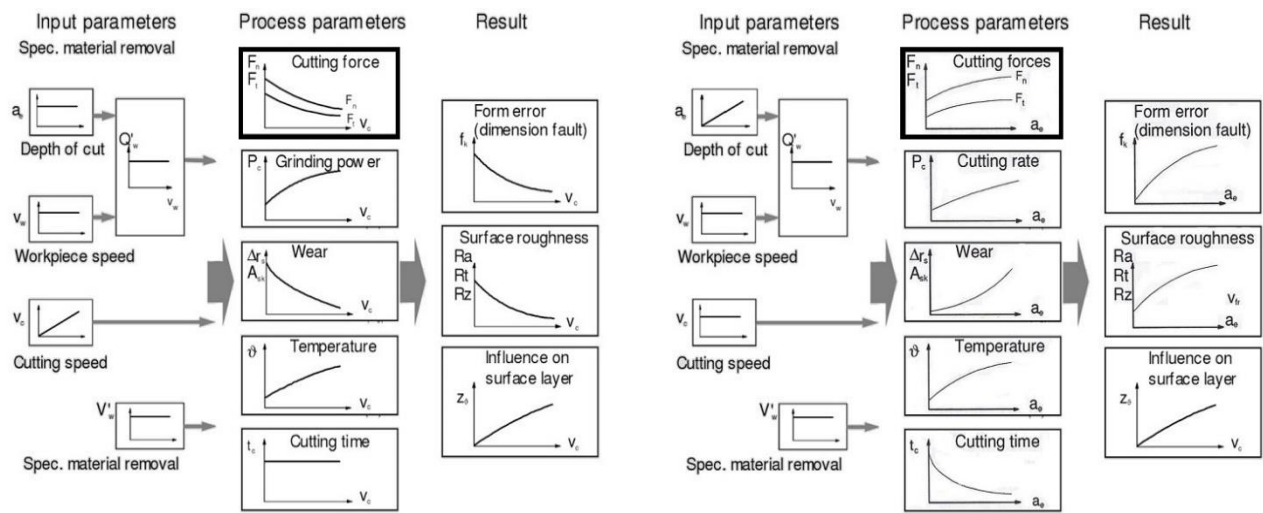 Input parameters
Process parameters
Result
Spec. material removal
aₑ
Depth of cut
Q'w
vw
vw
Workpiece speed
vc
Cutting speed
V'w
Spec. material removal
Fn
Ft
Cutting force
Fn
Ft
vc
Pc
Grinding power
vc
Δrs
Ask
Wear
vc
ϑ
Temperature
vc
tc
Cutting time
vc
Form error
(dimension fault)
fk
vc
Surface roughness
Ra
Rt
Rz
vc
Influence on
surface layer
vc
Input parameters
Process parameters
Result
Spec. material removal
aₑ
Depth of cut
Q'w
vw
vw
Workpiece speed
vc
Cutting speed
V'w
Spec. material removal
Fn
Ft
Cutting forces
Fn
Ft
aₑ
Pc
Cutting rate
aₑ
Δrs
Ask
Wear
aₑ
ϑ
Temperature
aₑ
tc
Cutting time
aₑ
Form error
(dimension fault)
fk
aₑ
Surface roughness
Ra
Rt
Rz
vfr
aₑ
Influence on
surface layer
vc